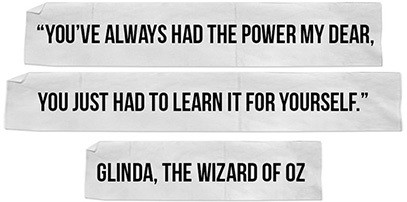 “YOU’VE ALWAYS HAD THE POWER MY DEAR,
YOU JUST HAD TO LEARN IT FOR YOURSELF.”
GLINDA, THE WIZARD OF OZ